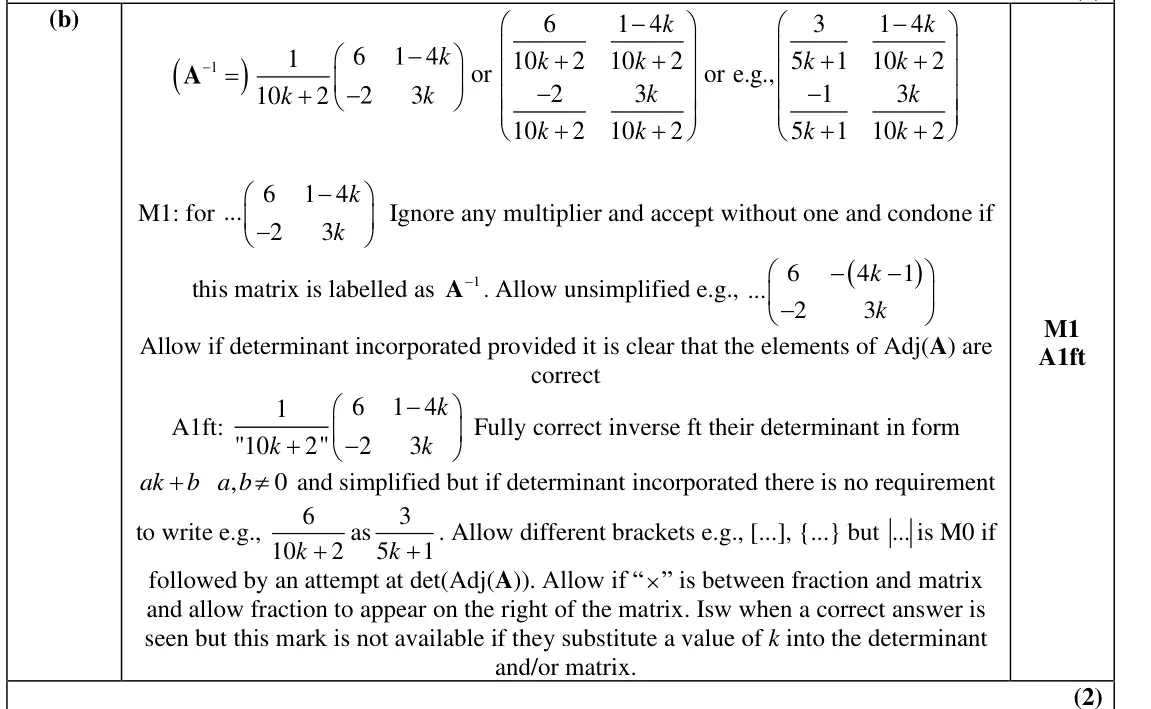 (b)
(A⁻¹ =) 1/(10k + 2) ( 6 1 − 4k ; −2 3k ) or ( 6/(10k + 2) (1 − 4k)/(10k + 2) ; −2/(10k + 2) 3k/(10k + 2) ) or e.g., ( 3/(5k + 1) (1 − 4k)/(10k + 2) ; −1/(5k + 1) 3k/(10k + 2) )
M1: for ...( 6 1 − 4k ; −2 3k ) Ignore any multiplier and accept without one and condone if
this matrix is labelled as A⁻¹. Allow unsimplified e.g., ...( 6 −(4k −1) ; −2 3k )
Allow if determinant incorporated provided it is clear that the elements of Adj(A) are
correct
A1ft: 1/("10k + 2") ( 6 1 − 4k ; −2 3k ) Fully correct inverse ft their determinant in form
ak + b a,b ≠ 0 and simplified but if determinant incorporated there is no requirement
to write e.g., 6/(10k + 2) as 3/(5k + 1). Allow different brackets e.g., [...], {...} but |...| is M0 if
followed by an attempt at det(Adj(A)). Allow if “×” is between fraction and matrix
and allow fraction to appear on the right of the matrix. Isw when a correct answer is
seen but this mark is not available if they substitute a value of k into the determinant
and/or matrix.
M1
A1ft
(2)